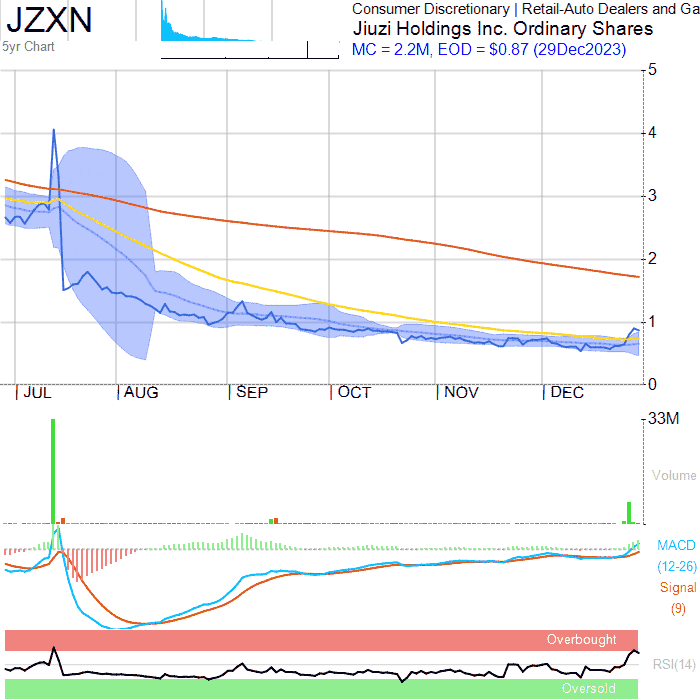 JZXN
Consumer Discretionary | Retail-Auto Dealers and Ga
Jiuzi Holdings Inc. Ordinary Shares
5yr Chart
MC = 2.2M, EOD = $0.87 (29Dec2023)
5
4
3
2
1
0
JUL AUG SEP OCT NOV DEC
33M
Volume
MACD
(12-26)
Signal
(9)
Overbought
RSI(14)
Oversold